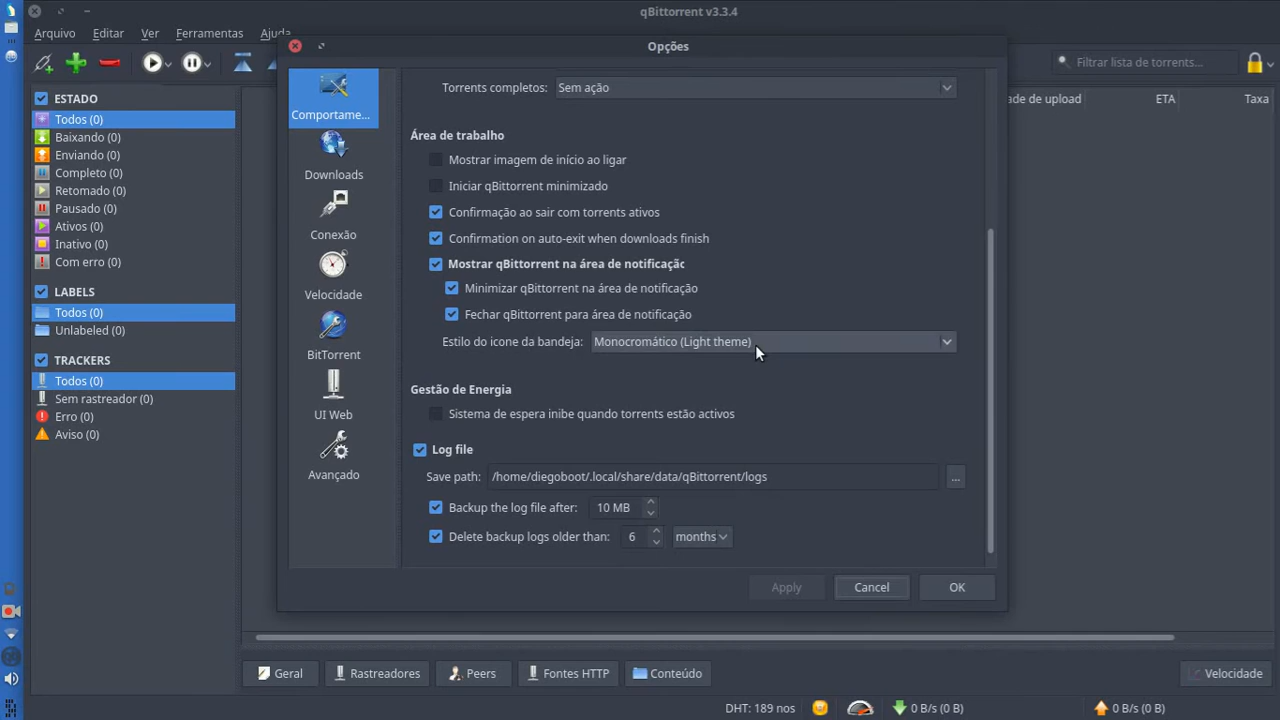 qBittorrent v3.3.4
Arquivo Editar Ver Ferramentas Ajuda
Filtrar lista de torrents...
ESTADO
Todos (0)
Baixando (0)
Enviando (0)
Completo (0)
Retomado (0)
Pausado (0)
Ativos (0)
Inativo (0)
Com erro (0)
LABELS
Todos (0)
Unlabeled (0)
TRACKERS
Todos (0)
Sem rastreador (0)
Erro (0)
Aviso (0)
ade de upload ETA Taxa
Opções
Comportame...
Downloads
Conexão
Velocidade
BitTorrent
UI Web
Avançado
Torrents completos: Sem ação
Área de trabalho
Mostrar imagem de início ao ligar
Iniciar qBittorrent minimizado
Confirmação ao sair com torrents ativos
Confirmation on auto-exit when downloads finish
Mostrar qBittorrent na área de notificaçãc
Minimizar qBittorrent na área de notificação
Fechar qBittorrent para área de notificação
Estilo do icone da bandeja: Monocromático (Light theme)
Gestão de Energia
Sistema de espera inibe quando torrents estão activos
Log file
Save path: /home/diegoboot/.local/share/data/qBittorrent/logs ...
Backup the log file after: 10 MB
Delete backup logs older than: 6 months
Apply Cancel OK
Geral Rastreadores Peers Fontes HTTP Conteúdo Velocidade
DHT: 189 nos 0 B/s (0 B) 0 B/s (0 B)